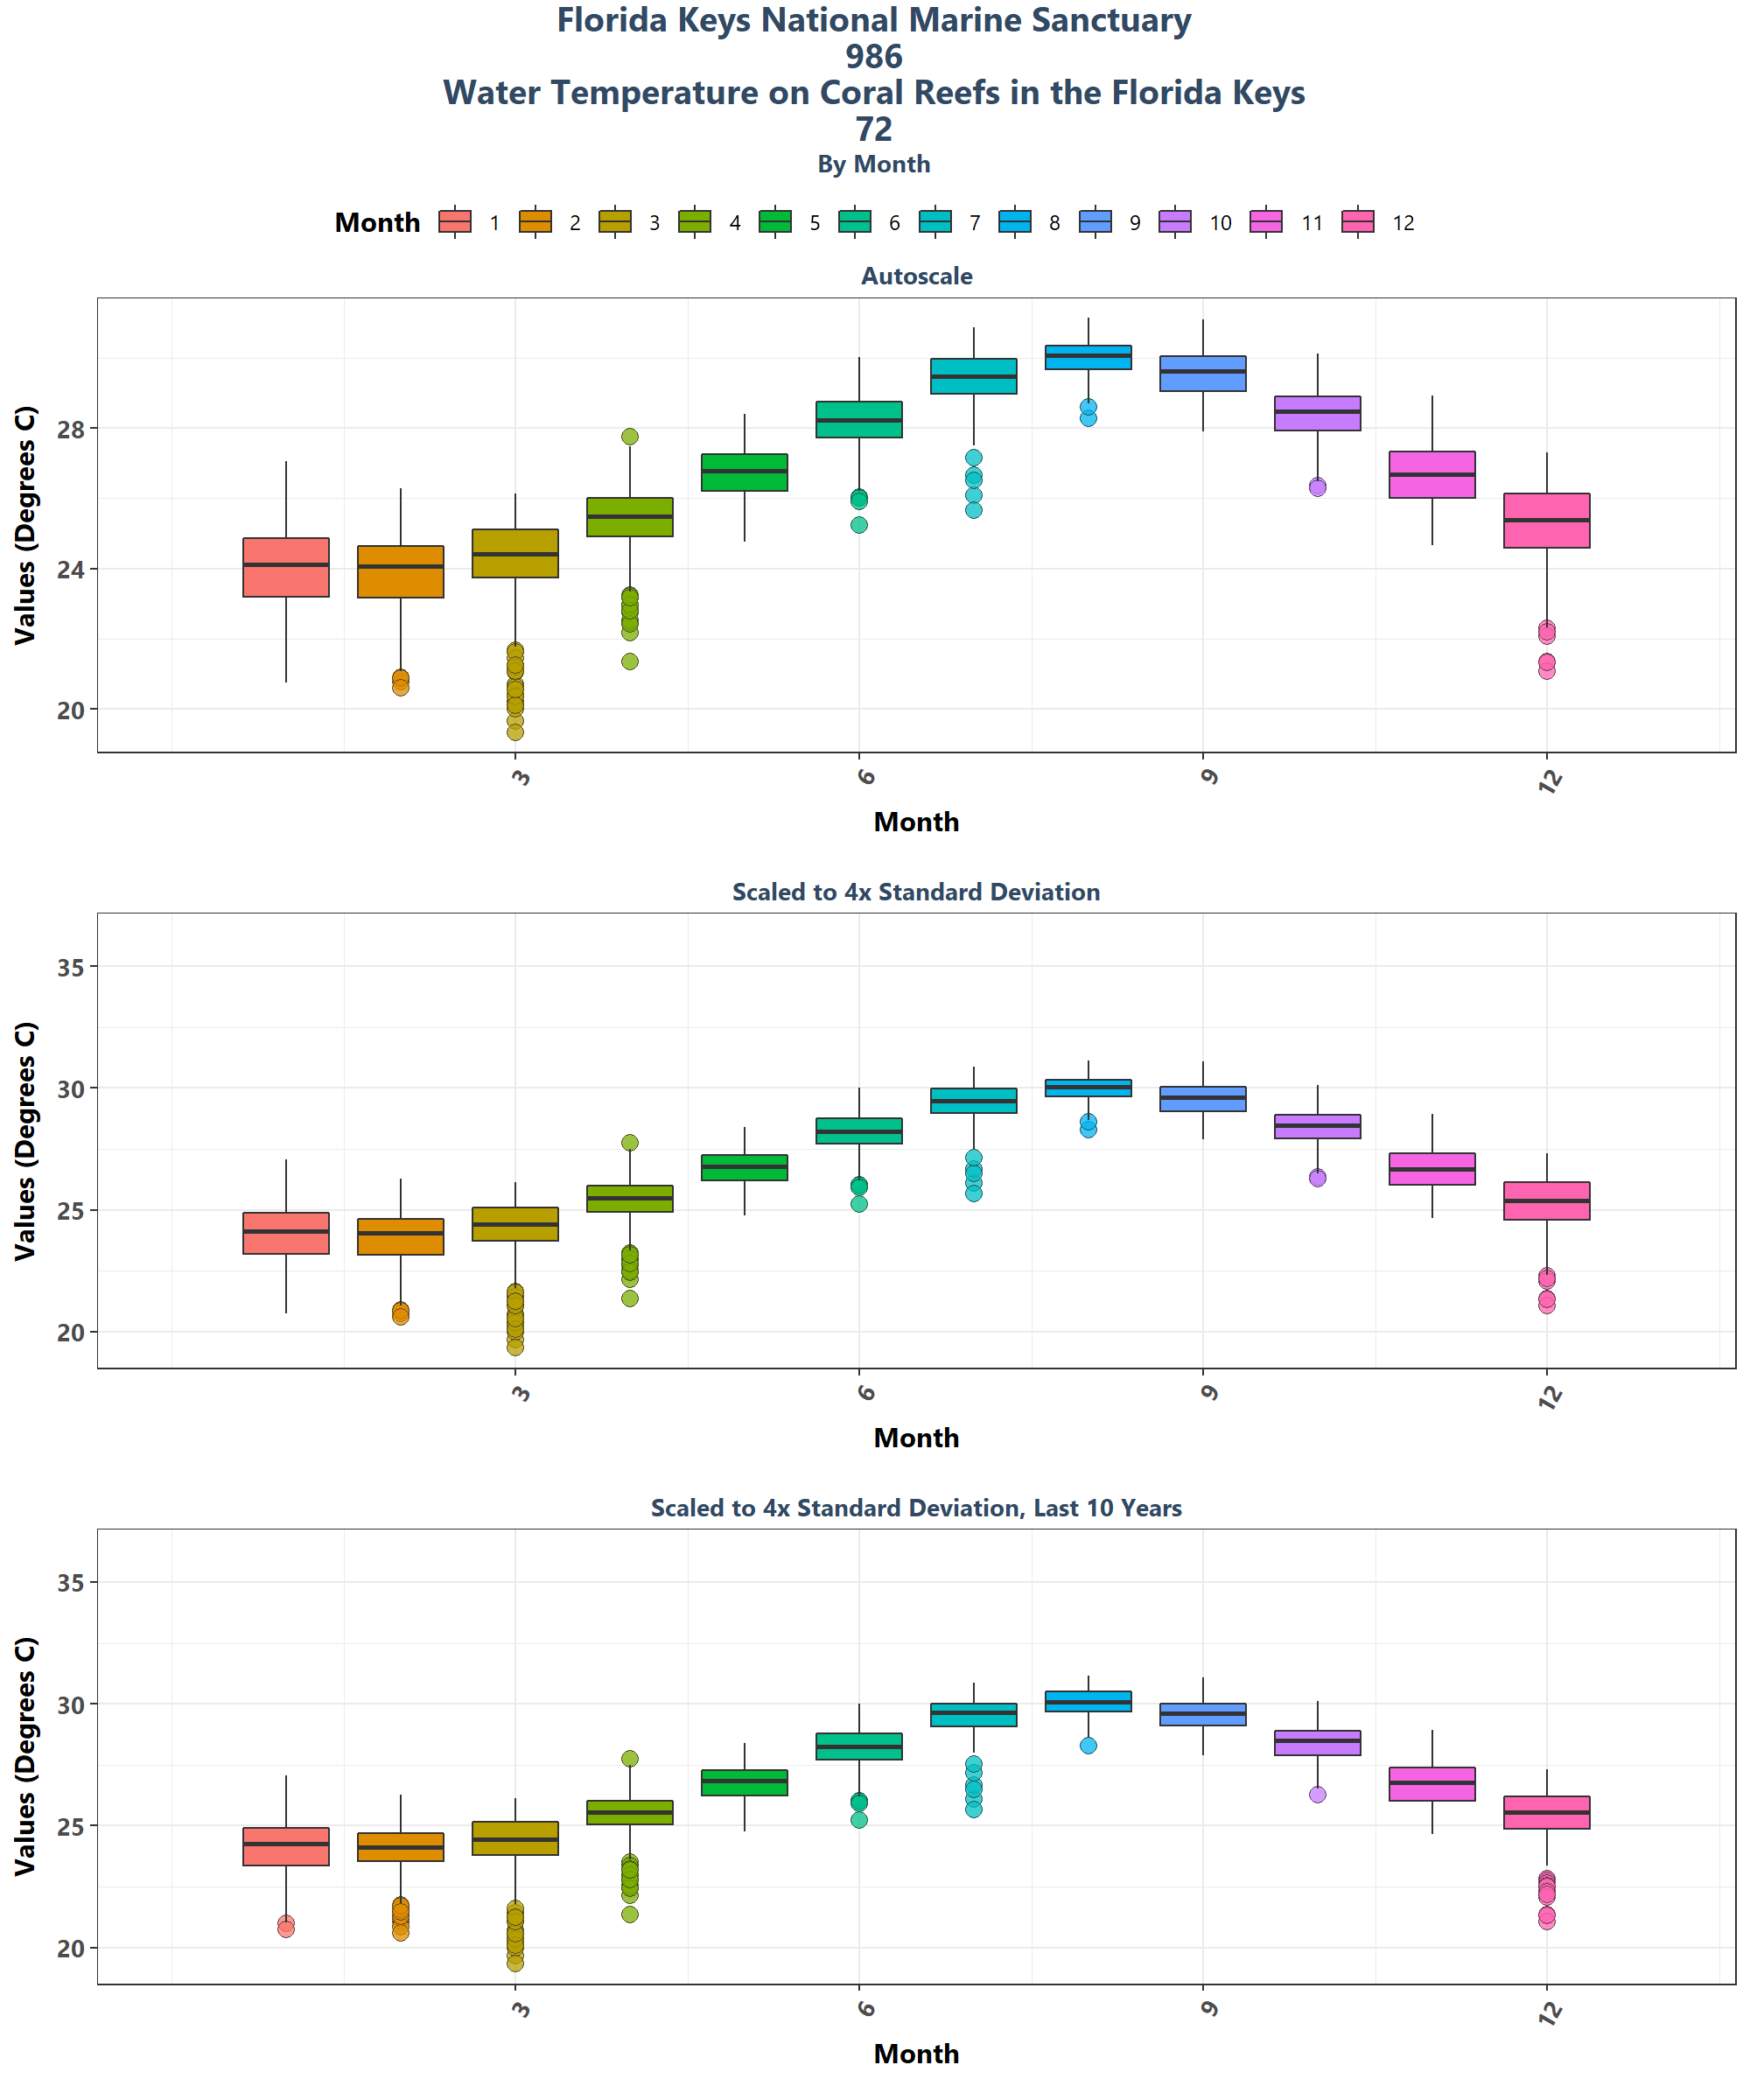 Florida Keys National Marine Sanctuary
986
Water Temperature on Coral Reefs in the Florida Keys
72
By Month
Month 1 2 3 4 5 6 7 8 9 10 11 12
Autoscale
Values (Degrees C)
28
24
20
3 6 9 12
Month
Scaled to 4x Standard Deviation
Values (Degrees C)
35
30
25
20
3 6 9 12
Month
Scaled to 4x Standard Deviation, Last 10 Years
Values (Degrees C)
35
30
25
20
3 6 9 12
Month